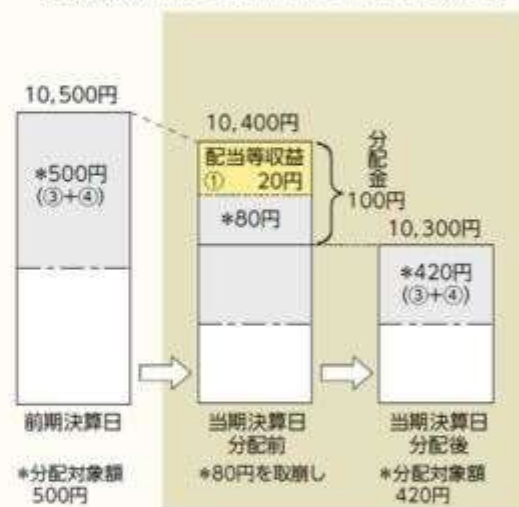 10,500円
*500円
(③+④)
前期決算日
*分配対象額
500円
10,400円
配当等収益
① 20円
*80円
分配金
100円
当期決算日
分配前
*80円を取崩し
10,300円
*420円
(③+④)
当期決算日
分配後
*分配対象額
420円